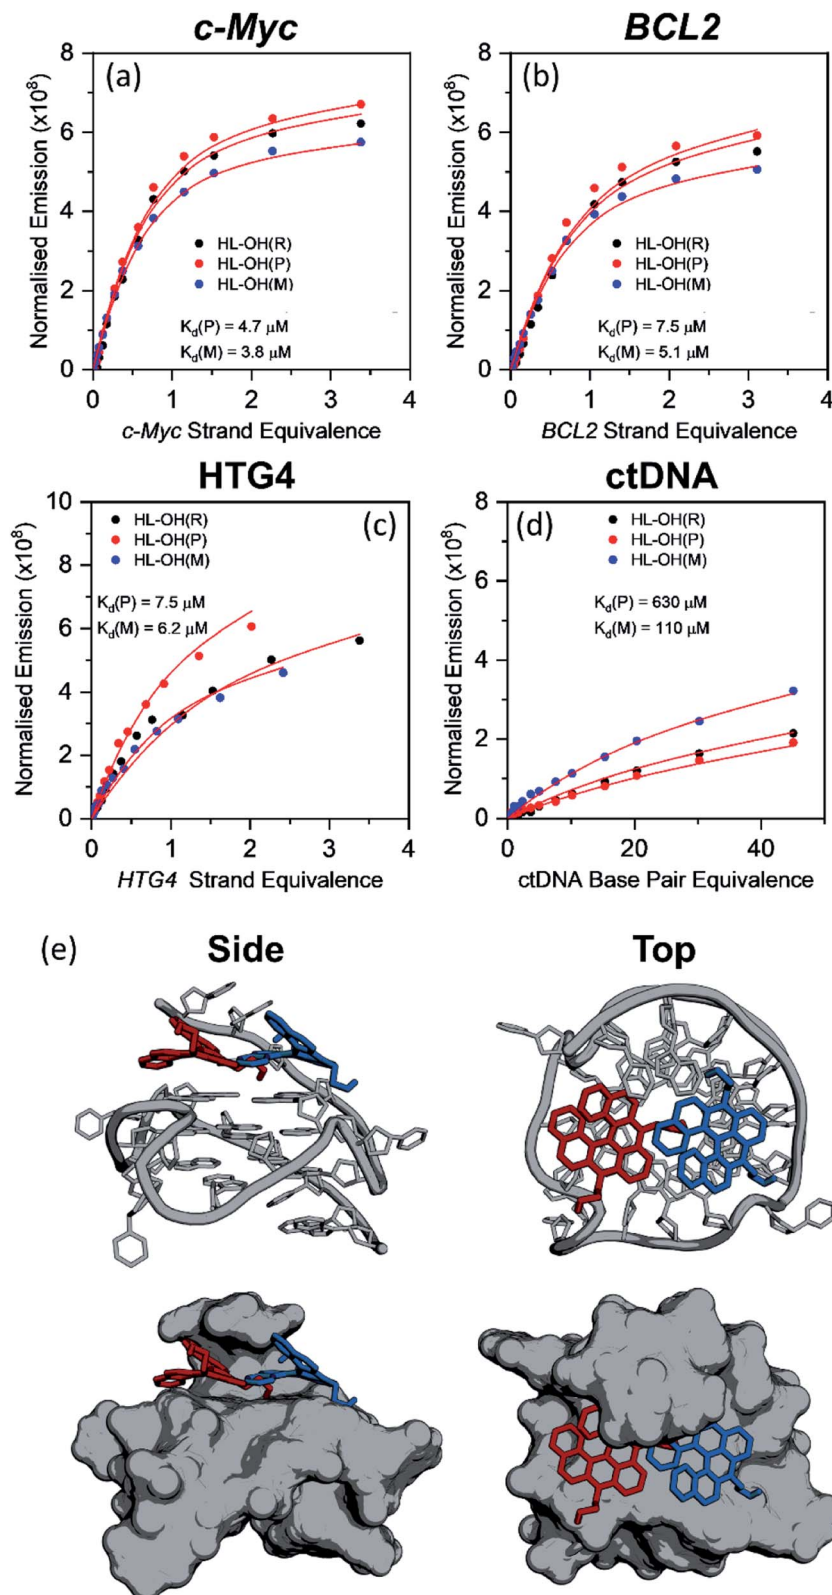 c-Myc
BCL2
Normalised Emission (x10⁸)
8
6
4
2
0
(a)
HL-OH(R)
HL-OH(P)
HL-OH(M)
K_d(P) = 4.7 μM
K_d(M) = 3.8 μM
0 1 2 3 4
c-Myc Strand Equivalence
Normalised Emission (x10⁸)
8
6
4
2
0
(b)
HL-OH(R)
HL-OH(P)
HL-OH(M)
K_d(P) = 7.5 μM
K_d(M) = 5.1 μM
0 1 2 3 4
BCL2 Strand Equivalence
HTG4
ctDNA
Normalised Emission (x10⁸)
10
8
6
4
2
0
HL-OH(R)
HL-OH(P)
HL-OH(M)
(c)
K_d(P) = 7.5 μM
K_d(M) = 6.2 μM
0 1 2 3 4
HTG4 Strand Equivalence
Normalised Emission (x10⁸)
8
6
4
2
0
(d)
HL-OH(R)
HL-OH(P)
HL-OH(M)
K_d(P) = 630 μM
K_d(M) = 110 μM
0 20 40
ctDNA Base Pair Equivalence
(e)
Side
Top